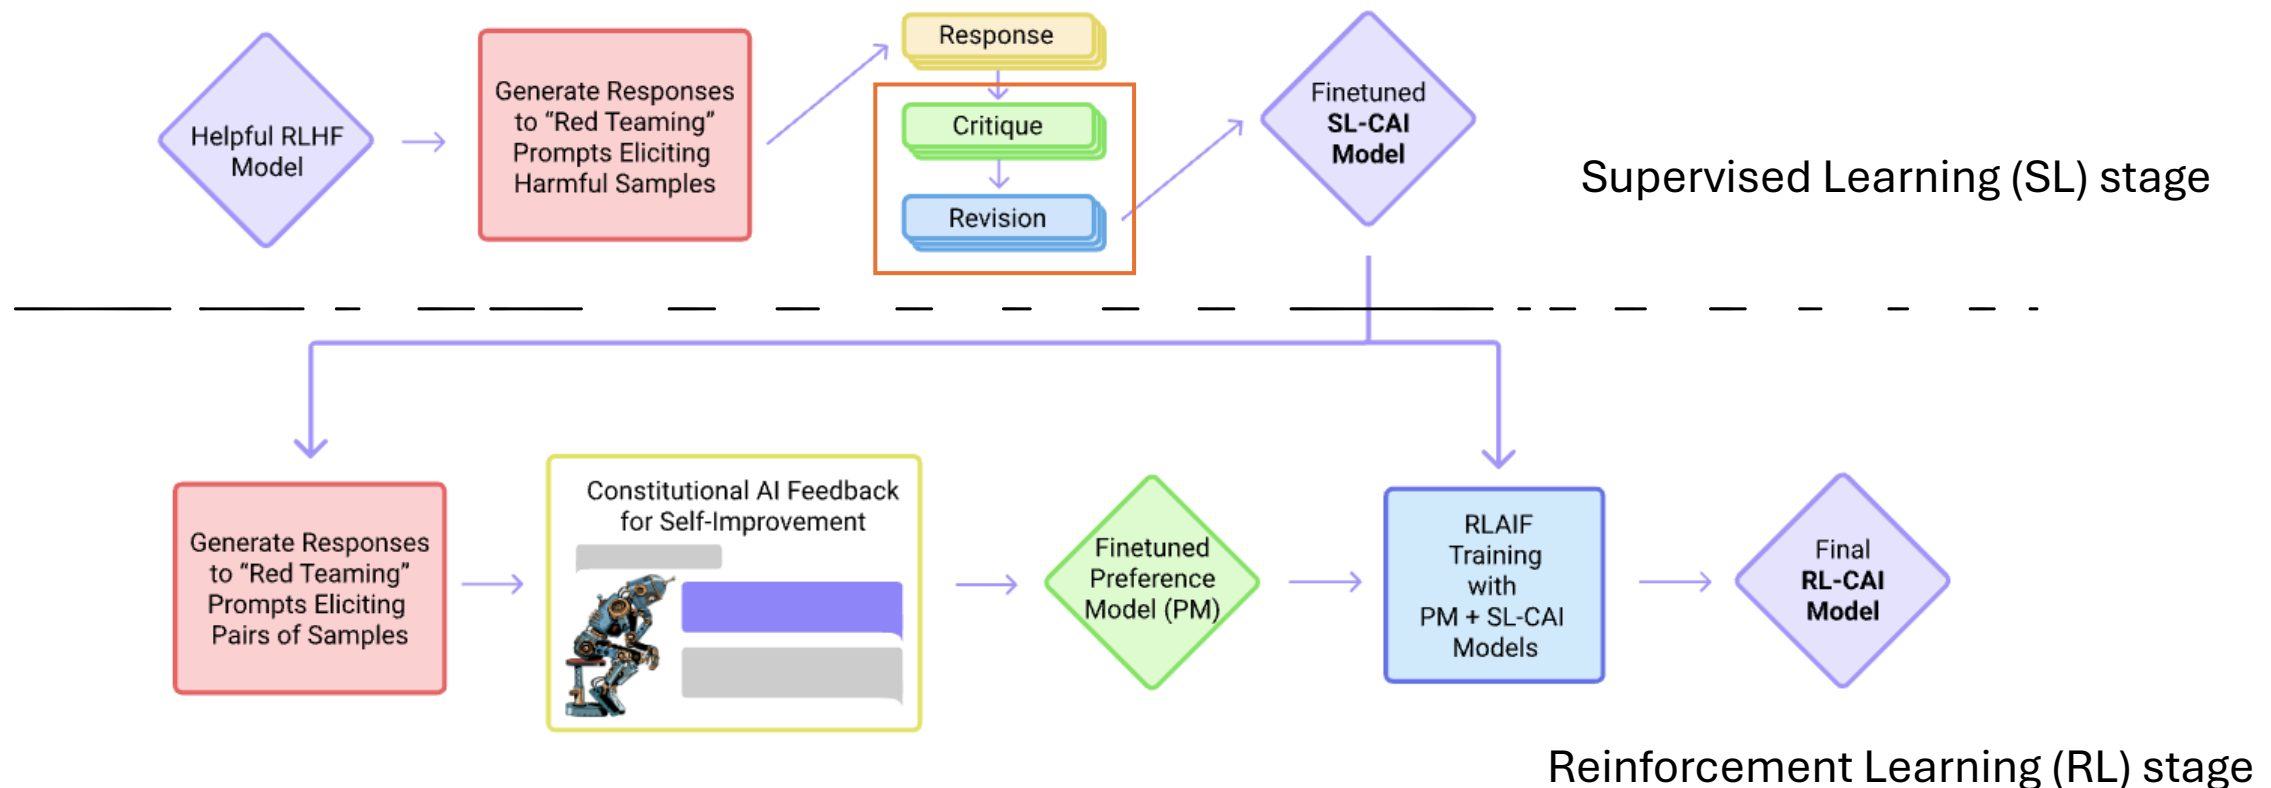 Helpful RLHF
Model
Generate Responses
to “Red Teaming”
Prompts Eliciting
Harmful Samples
Response
Critique
Revision
Finetuned
SL-CAI
Model
Supervised Learning (SL) stage
Generate Responses
to “Red Teaming”
Prompts Eliciting
Pairs of Samples
Constitutional AI Feedback
for Self-Improvement
Finetuned
Preference
Model (PM)
RLAIF
Training
with
PM + SL-CAI
Models
Final
RL-CAI
Model
Reinforcement Learning (RL) stage